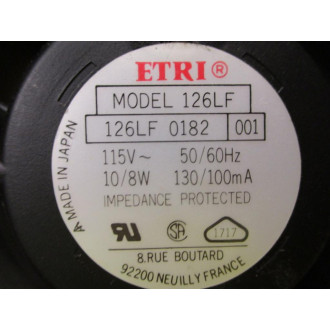 ETRI®
MODEL 126LF
126LF 0182 001
115V~ 50/60Hz
10/8W 130/100mA
IMPEDANCE PROTECTED
MADE IN JAPAN
SA
1717
8.RUE BOUTARD
92200 NEUILLY FRANCE